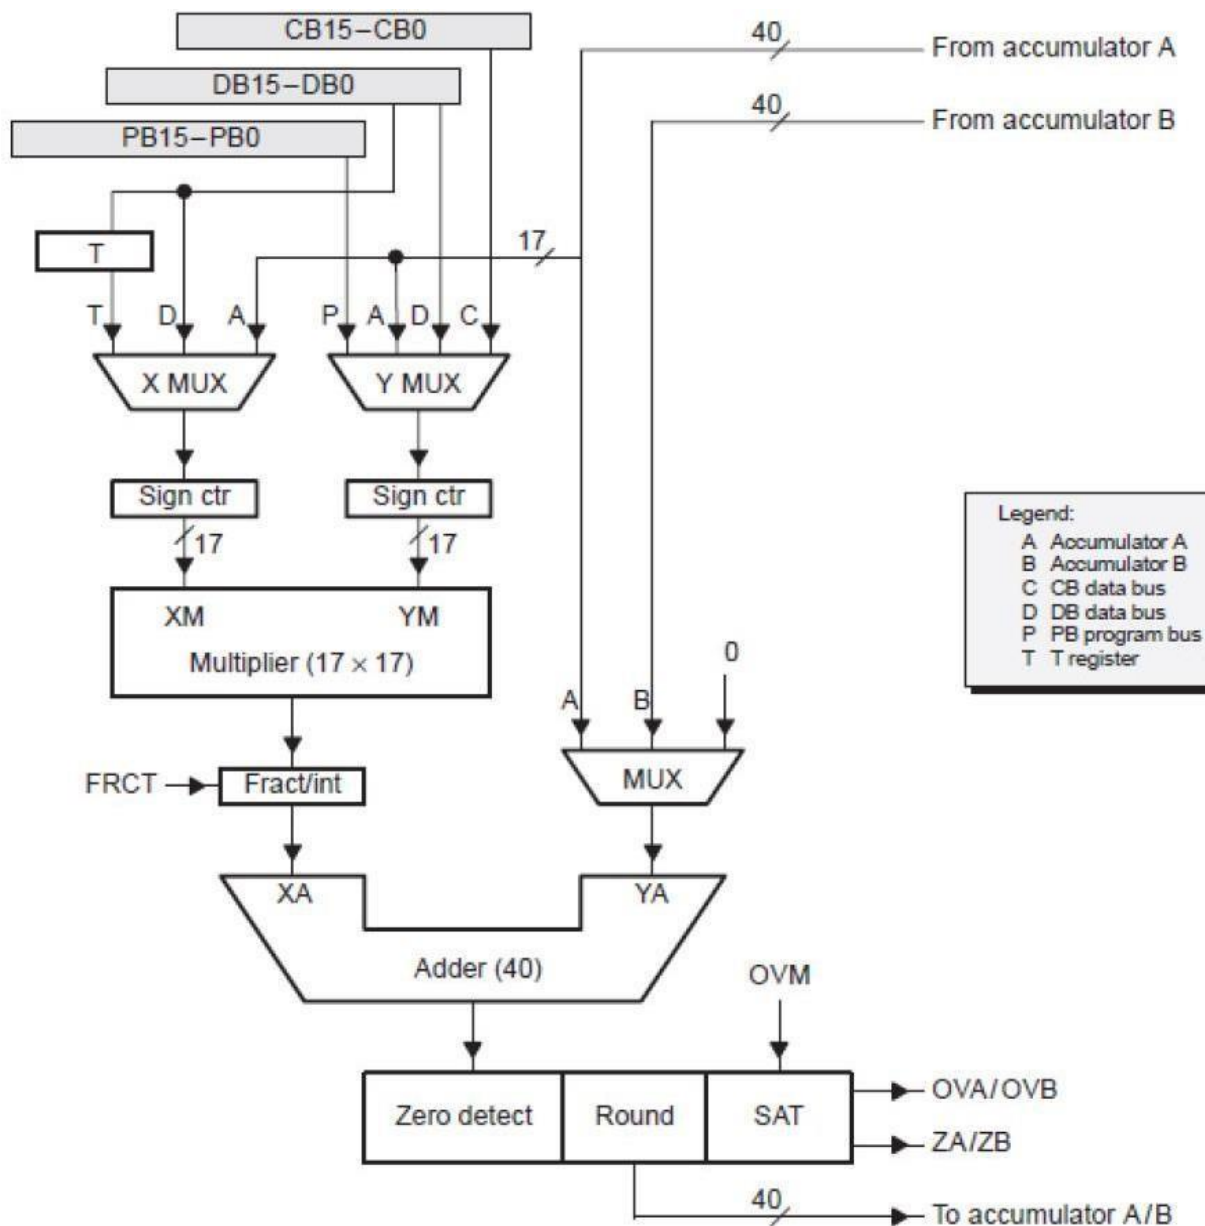 CB15–CB0
40
From accumulator A
DB15–DB0
40
From accumulator B
PB15–PB0
17
T
T D A P A D C
X MUX
Y MUX
Sign ctr
Sign ctr
17
17
Legend:
A Accumulator A
B Accumulator B
C CB data bus
D DB data bus
P PB program bus
T T register
XM
YM
Multiplier (17 × 17)
0
A
B
FRCT
Fract/int
MUX
XA
YA
Adder (40)
OVM
Zero detect
Round
SAT
OVA/OVB
ZA/ZB
40
To accumulator A/B